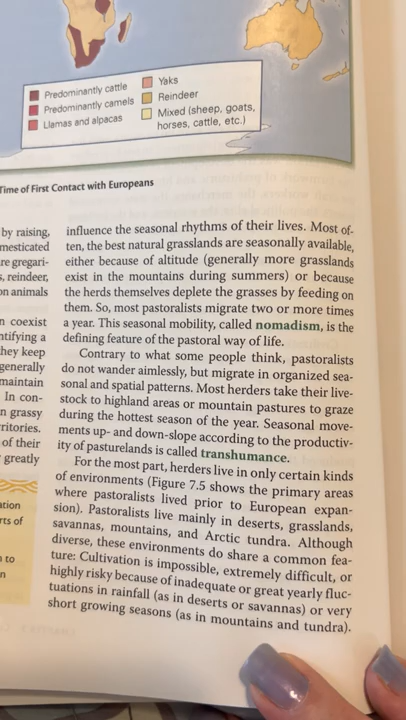 Predominantly cattle
Predominantly camels
Llamas and alpacas
Yaks
Reindeer
Mixed (sheep, goats,
horses, cattle, etc.)
Time of First Contact with Europeans
by raising,
mesticated
re gregari-
s, reindeer,
on animals
n coexist
ntifying a
hey keep
generally
maintain
In con-
n grassy
ritories.
of their
greatly
ation
rts of
to
n
influence the seasonal rhythms of their lives. Most of-
ten, the best natural grasslands are seasonally available,
either because of altitude (generally more grasslands
exist in the mountains during summers) or because
the herds themselves deplete the grasses by feeding on
them. So, most pastoralists migrate two or more times
a year. This seasonal mobility, called nomadism, is the
defining feature of the pastoral way of life.
Contrary to what some people think, pastoralists
do not wander aimlessly, but migrate in organized sea-
sonal and spatial patterns. Most herders take their live-
stock to highland areas or mountain pastures to graze
during the hottest season of the year. Seasonal move-
ments up- and down-slope according to the productiv-
ity of pasturelands is called transhumance.
For the most part, herders live in only certain kinds
of environments (Figure 7.5 shows the primary areas
where pastoralists lived prior to European expan-
sion). Pastoralists live mainly in deserts, grasslands,
savannas, mountains, and Arctic tundra. Although
diverse, these environments do share a common fea-
ture: Cultivation is impossible, extremely difficult, or
highly risky because of inadequate or great yearly fluc-
tuations in rainfall (as in deserts or savannas) or very
short growing seasons (as in mountains and tundra).